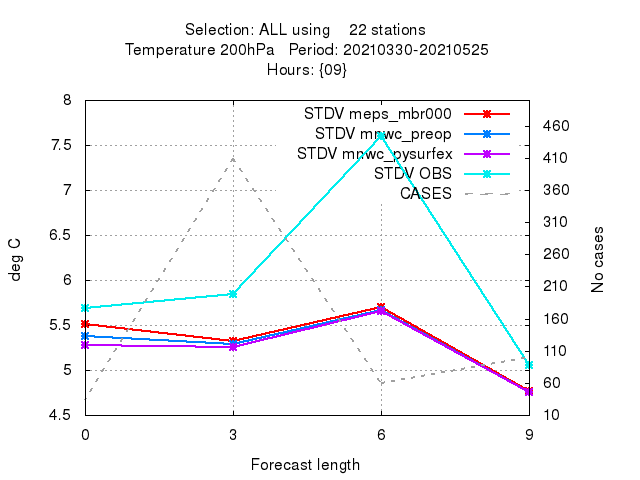 Selection: ALL using 22 stations
Temperature 200hPa Period: 20210330-20210525
Hours: {09}
STDV meps_mbr000
STDV mnwc_preop
STDV mnwc_pysurfex
STDV OBS
CASES
8
7.5
7
6.5
6
5.5
5
4.5
deg C
460
410
360
310
260
210
160
110
60
10
No cases
0 3 6 9
Forecast length